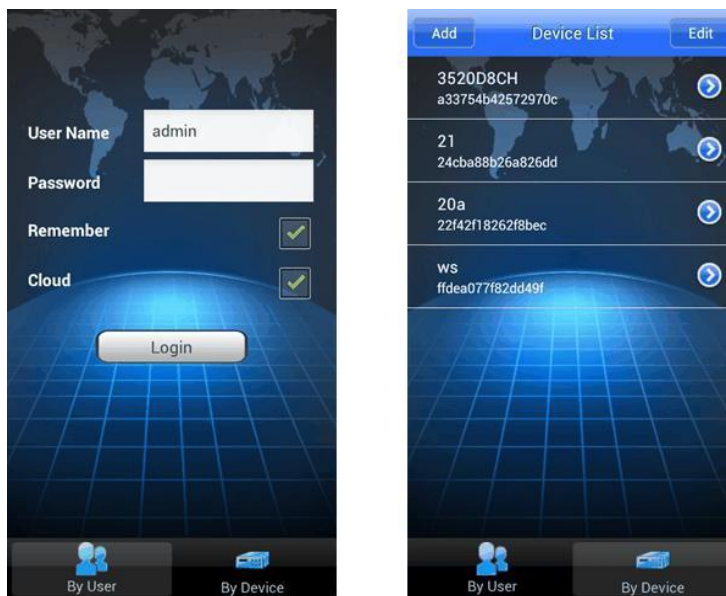 User Name admin
Password
Remember
Cloud
Login
By User By Device
Add Device List Edit
3520D8CH
a33754b42572970c
21
24cba88b26a826dd
20a
22f42f18262f8bec
ws
ffdea077f82dd49f
By User By Device